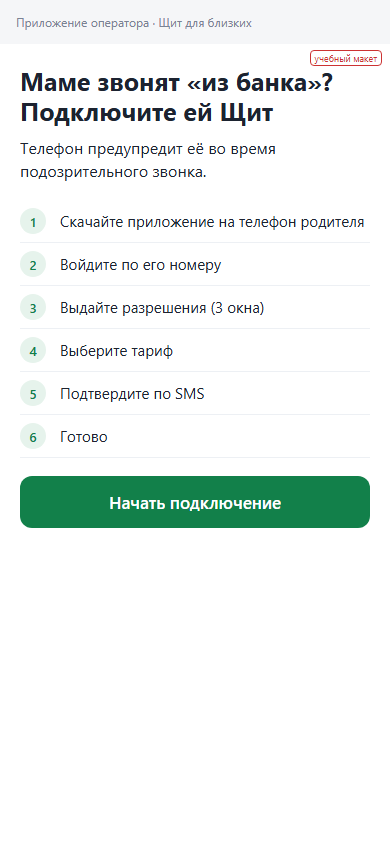 Приложение оператора · Щит для близких
учебный макет
Маме звонят «из банка»?
Подключите ей Щит
Телефон предупредит её во время
подозрительного звонка.
1 Скачайте приложение на телефон родителя
2 Войдите по его номеру
3 Выдайте разрешения (3 окна)
4 Выберите тариф
5 Подтвердите по SMS
6 Готово
Начать подключение